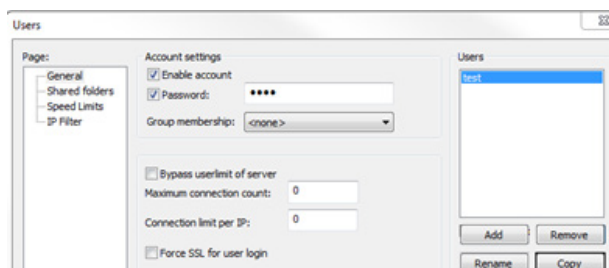 Users
Page:
General
Shared folders
Speed Limits
IP Filter
Account settings
Enable account
Password: ••••
Group membership: <none>
Bypass userlimit of server
Maximum connection count: 0
Connection limit per IP: 0
Force SSL for user login
Users
test
Add Remove
Rename Copy